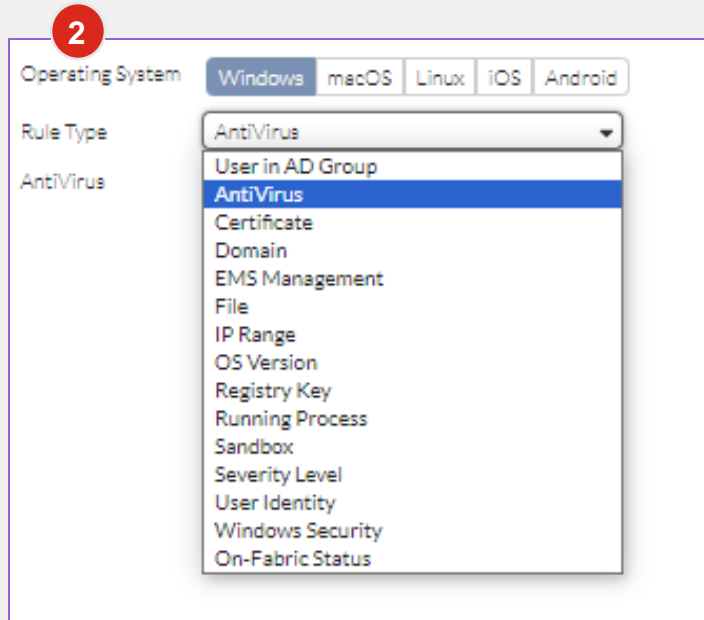 2
Operating System Windows macOS Linux iOS Android
Rule Type AntiVirus
AntiVirus
User in AD Group
AntiVirus
Certificate
Domain
EMS Management
File
IP Range
OS Version
Registry Key
Running Process
Sandbox
Severity Level
User Identity
Windows Security
On-Fabric Status